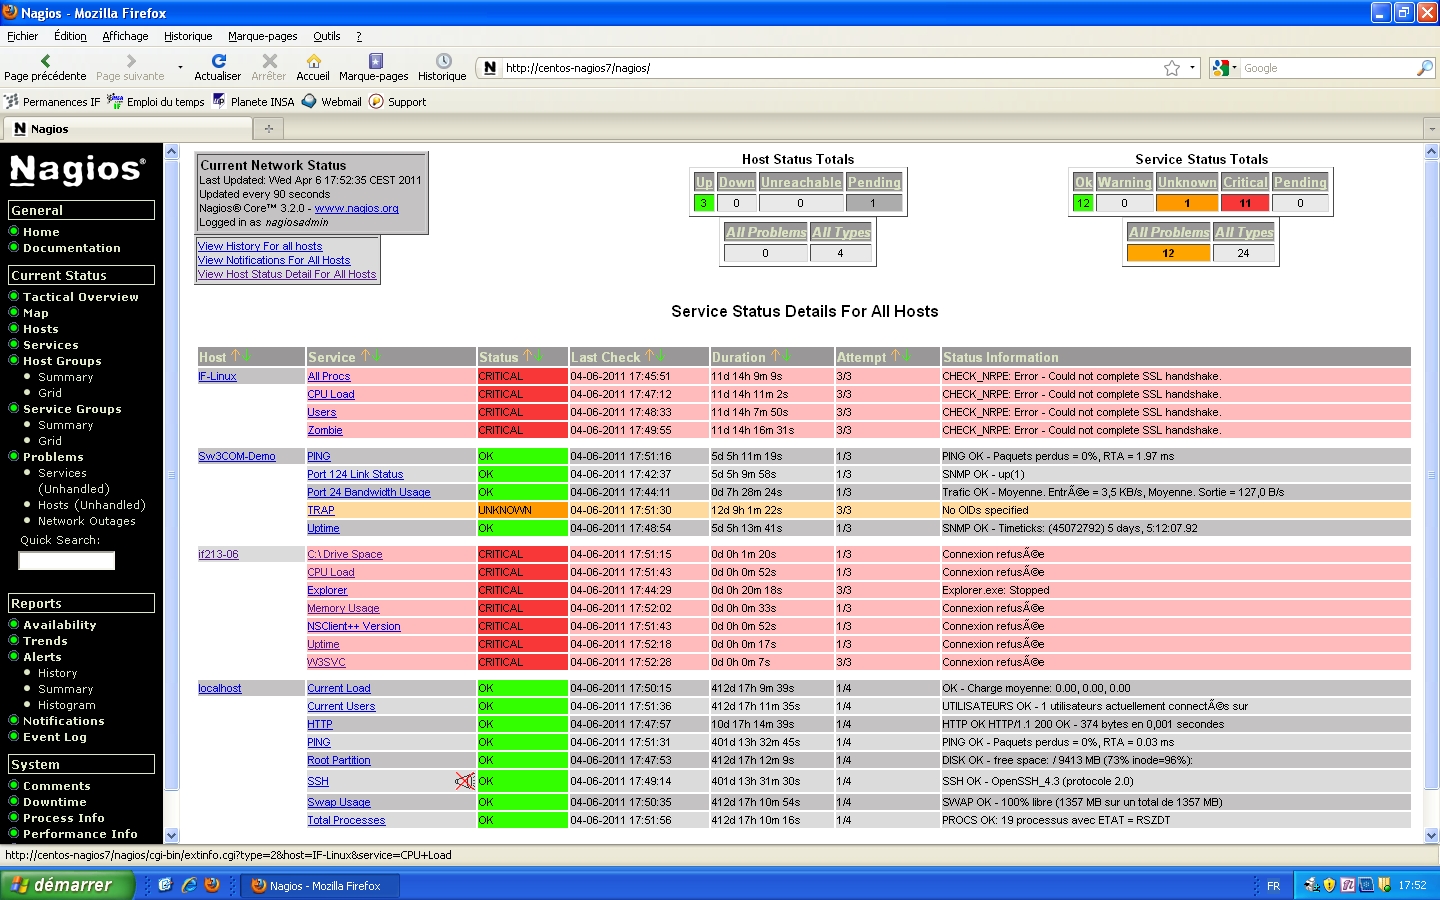 Nagios - Mozilla Firefox
Fichier Édition Affichage Historique Marque-pages Outils ?
Page précédente Page suivante Actualiser Arrêter Accueil Marque-pages Historique http://centos-nagios7/nagios/ Google
Permanences IF Emploi du temps Planete INSA Webmail Support
Nagios
Nagios®
General
Home
Documentation
Current Status
Tactical Overview
Map
Hosts
Services
Host Groups
Summary
Grid
Service Groups
Summary
Grid
Problems
Services
(Unhandled)
Hosts (Unhandled)
Network Outages
Quick Search:
Reports
Availability
Trends
Alerts
History
Summary
Histogram
Notifications
Event Log
System
Comments
Downtime
Process Info
Performance Info
Current Network Status
Last Updated: Wed Apr 6 17:52:35 CEST 2011
Updated every 90 seconds
Nagios® Core™ 3.2.0 - www.nagios.org
Logged in as nagiosadmin
View History For all hosts
View Notifications For All Hosts
View Host Status Detail For All Hosts
Host Status Totals
Up Down Unreachable Pending
3 0 0 1
All Problems All Types
0 4
Service Status Totals
Ok Warning Unknown Critical Pending
12 0 1 11 0
All Problems All Types
12 24
Service Status Details For All Hosts
Host Service Status Last Check Duration Attempt Status Information
IF-Linux All Procs CRITICAL 04-06-2011 17:45:51 11d 14h 9m 9s 3/3 CHECK_NRPE: Error - Could not complete SSL handshake.
CPU Load CRITICAL 04-06-2011 17:47:12 11d 14h 11m 2s 3/3 CHECK_NRPE: Error - Could not complete SSL handshake.
Users CRITICAL 04-06-2011 17:48:33 11d 14h 7m 50s 3/3 CHECK_NRPE: Error - Could not complete SSL handshake.
Zombie CRITICAL 04-06-2011 17:49:55 11d 14h 16m 31s 3/3 CHECK_NRPE: Error - Could not complete SSL handshake.
Sw3COM-Demo PING OK 04-06-2011 17:51:16 5d 5h 11m 19s 1/3 PING OK - Paquets perdus = 0%, RTA = 1.97 ms
Port 124 Link Status OK 04-06-2011 17:42:37 5d 5h 9m 58s 1/3 SNMP OK - up(1)
Port 24 Bandwidth Usage OK 04-06-2011 17:44:11 0d 7h 28m 24s 1/3 Trafic OK - Moyenne. EntrÃ©e = 3,5 KB/s, Moyenne. Sortie = 127,0 B/s
TRAP UNKNOWN 04-06-2011 17:51:30 12d 9h 1m 22s 3/3 No OIDs specified
Uptime OK 04-06-2011 17:48:54 5d 5h 13m 41s 1/3 SNMP OK - Timeticks: (45072792) 5 days, 5:12:07.92
if213-06 C:\ Drive Space CRITICAL 04-06-2011 17:51:15 0d 0h 1m 20s 1/3 Connexion refusÃ©e
CPU Load CRITICAL 04-06-2011 17:51:43 0d 0h 0m 52s 1/3 Connexion refusÃ©e
Explorer CRITICAL 04-06-2011 17:44:29 0d 0h 20m 18s 3/3 Explorer.exe: Stopped
Memory Usage CRITICAL 04-06-2011 17:52:02 0d 0h 0m 33s 1/3 Connexion refusÃ©e
NSClient++ Version CRITICAL 04-06-2011 17:51:43 0d 0h 0m 52s 1/3 Connexion refusÃ©e
Uptime CRITICAL 04-06-2011 17:52:18 0d 0h 0m 17s 1/3 Connexion refusÃ©e
W3SVC CRITICAL 04-06-2011 17:52:28 0d 0h 0m 7s 3/3 Connexion refusÃ©e
localhost Current Load OK 04-06-2011 17:50:15 412d 17h 9m 39s 1/4 OK - Charge moyenne: 0.00, 0.00, 0.00
Current Users OK 04-06-2011 17:51:36 412d 17h 11m 35s 1/4 UTILISATEURS OK - 1 utilisateurs actuellement connectÃ©s sur
HTTP OK 04-06-2011 17:47:57 10d 17h 14m 39s 1/4 HTTP OK HTTP/1.1 200 OK - 374 bytes en 0,001 secondes
PING OK 04-06-2011 17:51:31 401d 13h 32m 45s 1/4 PING OK - Paquets perdus = 0%, RTA = 0.03 ms
Root Partition OK 04-06-2011 17:47:53 412d 17h 12m 9s 1/4 DISK OK - free space: / 9413 MB (73% inode=96%):
SSH OK 04-06-2011 17:49:14 401d 13h 31m 30s 1/4 SSH OK - OpenSSH_4.3 (protocole 2.0)
Swap Usage OK 04-06-2011 17:50:35 412d 17h 10m 54s 1/4 SWAP OK - 100% libre (1357 MB sur un total de 1357 MB)
Total Processes OK 04-06-2011 17:51:56 412d 17h 10m 16s 1/4 PROCS OK: 19 processus avec ETAT = RSZDT
http://centos-nagios7/nagios/cgi-bin/extinfo.cgi?type=2&host=IF-Linux&service=CPU+Load
démarrer Nagios - Mozilla Firefox FR 17:52